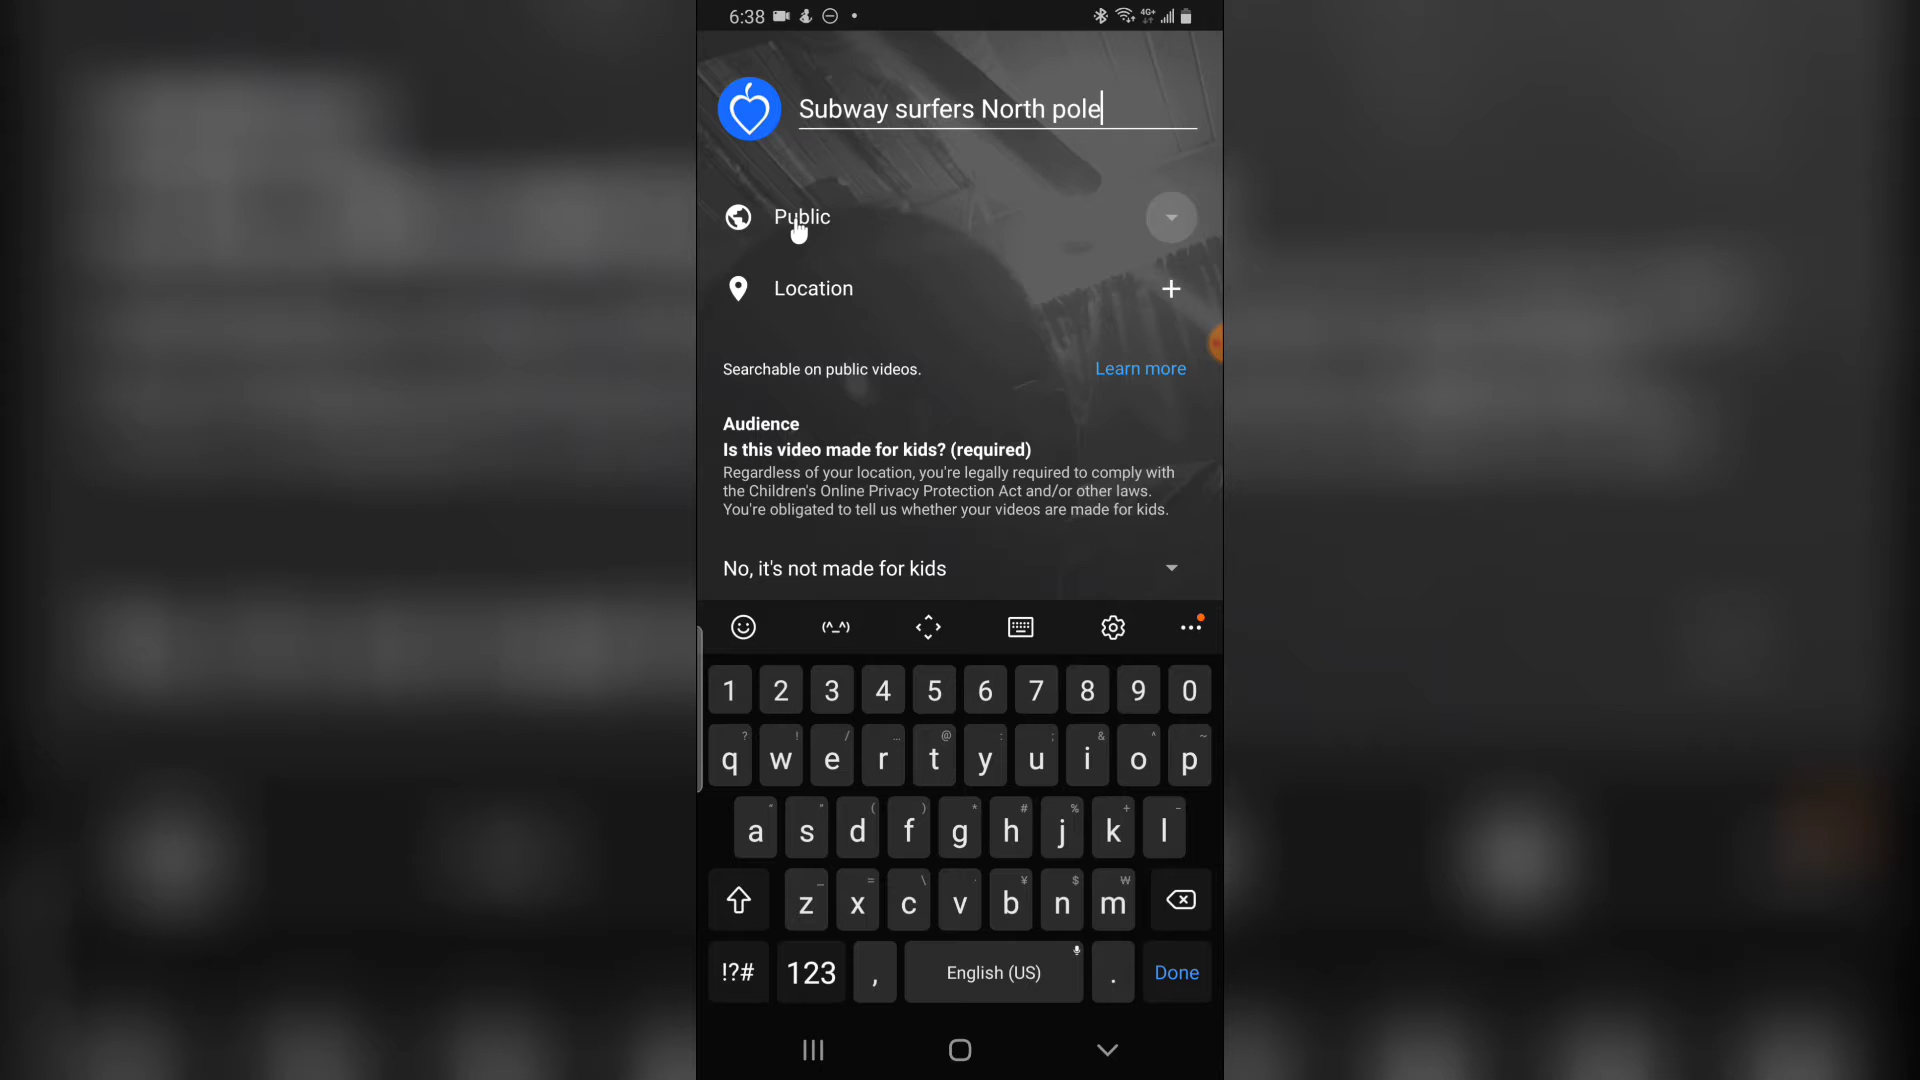 6:38
4G+
Subway surfers North pole
Public
Location
+
Searchable on public videos.
Learn more
Audience
Is this video made for kids? (required)
Regardless of your location, you're legally required to comply with
the Children's Online Privacy Protection Act and/or other laws.
You're obligated to tell us whether your videos are made for kids.
No, it's not made for kids
(^_^)
1 2 3 4 5 6 7 8 9 0
q w e r t y u i o p
a s d f g h j k l
z x c v b n m
!?# 123 , English (US) . Done